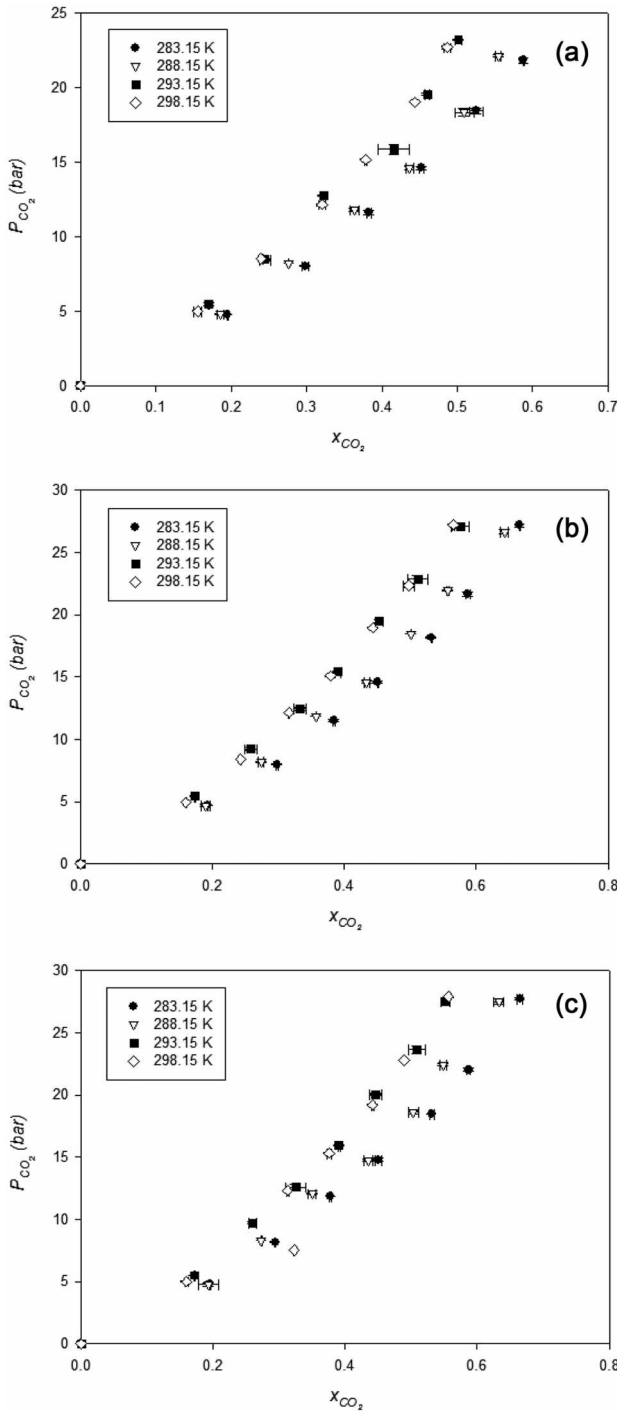 25
20
15
10
5
0
P_CO₂ (bar)
283.15 K
288.15 K
293.15 K
298.15 K
(a)
0.0 0.1 0.2 0.3 0.4 0.5 0.6 0.7
x_CO₂
30
25
20
15
10
5
0
P_CO₂ (bar)
283.15 K
288.15 K
293.15 K
298.15 K
(b)
0.0 0.2 0.4 0.6 0.8
x_CO₂
30
25
20
15
10
5
0
P_CO₂ (bar)
283.15 K
288.15 K
293.15 K
298.15 K
(c)
0.0 0.2 0.4 0.6 0.8
x_CO₂